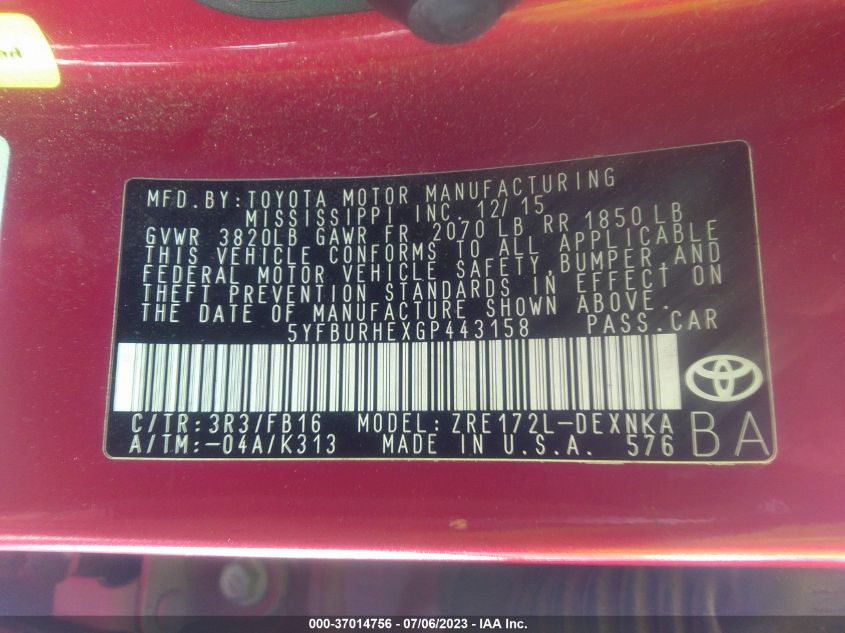 MFD.BY:TOYOTA MOTOR MANUFACTURING
MISSISSIPPI INC. 12/15
GVWR 3820LB GAWR FR 2070 LB RR 1850 LB
THIS VEHICLE CONFORMS TO ALL APPLICABLE
FEDERAL MOTOR VEHICLE SAFETY,BUMPER,AND
THEFT PREVENTION STANDARDS IN EFFECT ON
THE DATE OF MANUFACTURE SHOWN ABOVE.
5YFBURHEXGP443158 PASS.CAR
C/TR:3R3/FB16 MODEL:ZRE172L-DEXNKA
A/TM:-04A/K313 MADE IN U.S.A. 576
BA
000-37014756 - 07/06/2023 - IAA Inc.